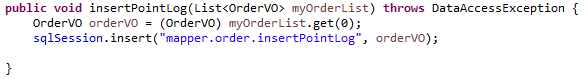 public void insertPointLog(List<OrderVO> myOrderList) throws DataAccessException {
    OrderVO orderVO = (OrderVO) myOrderList.get(0);
    sqlSession.insert("mapper.order.insertPointLog", orderVO);
}